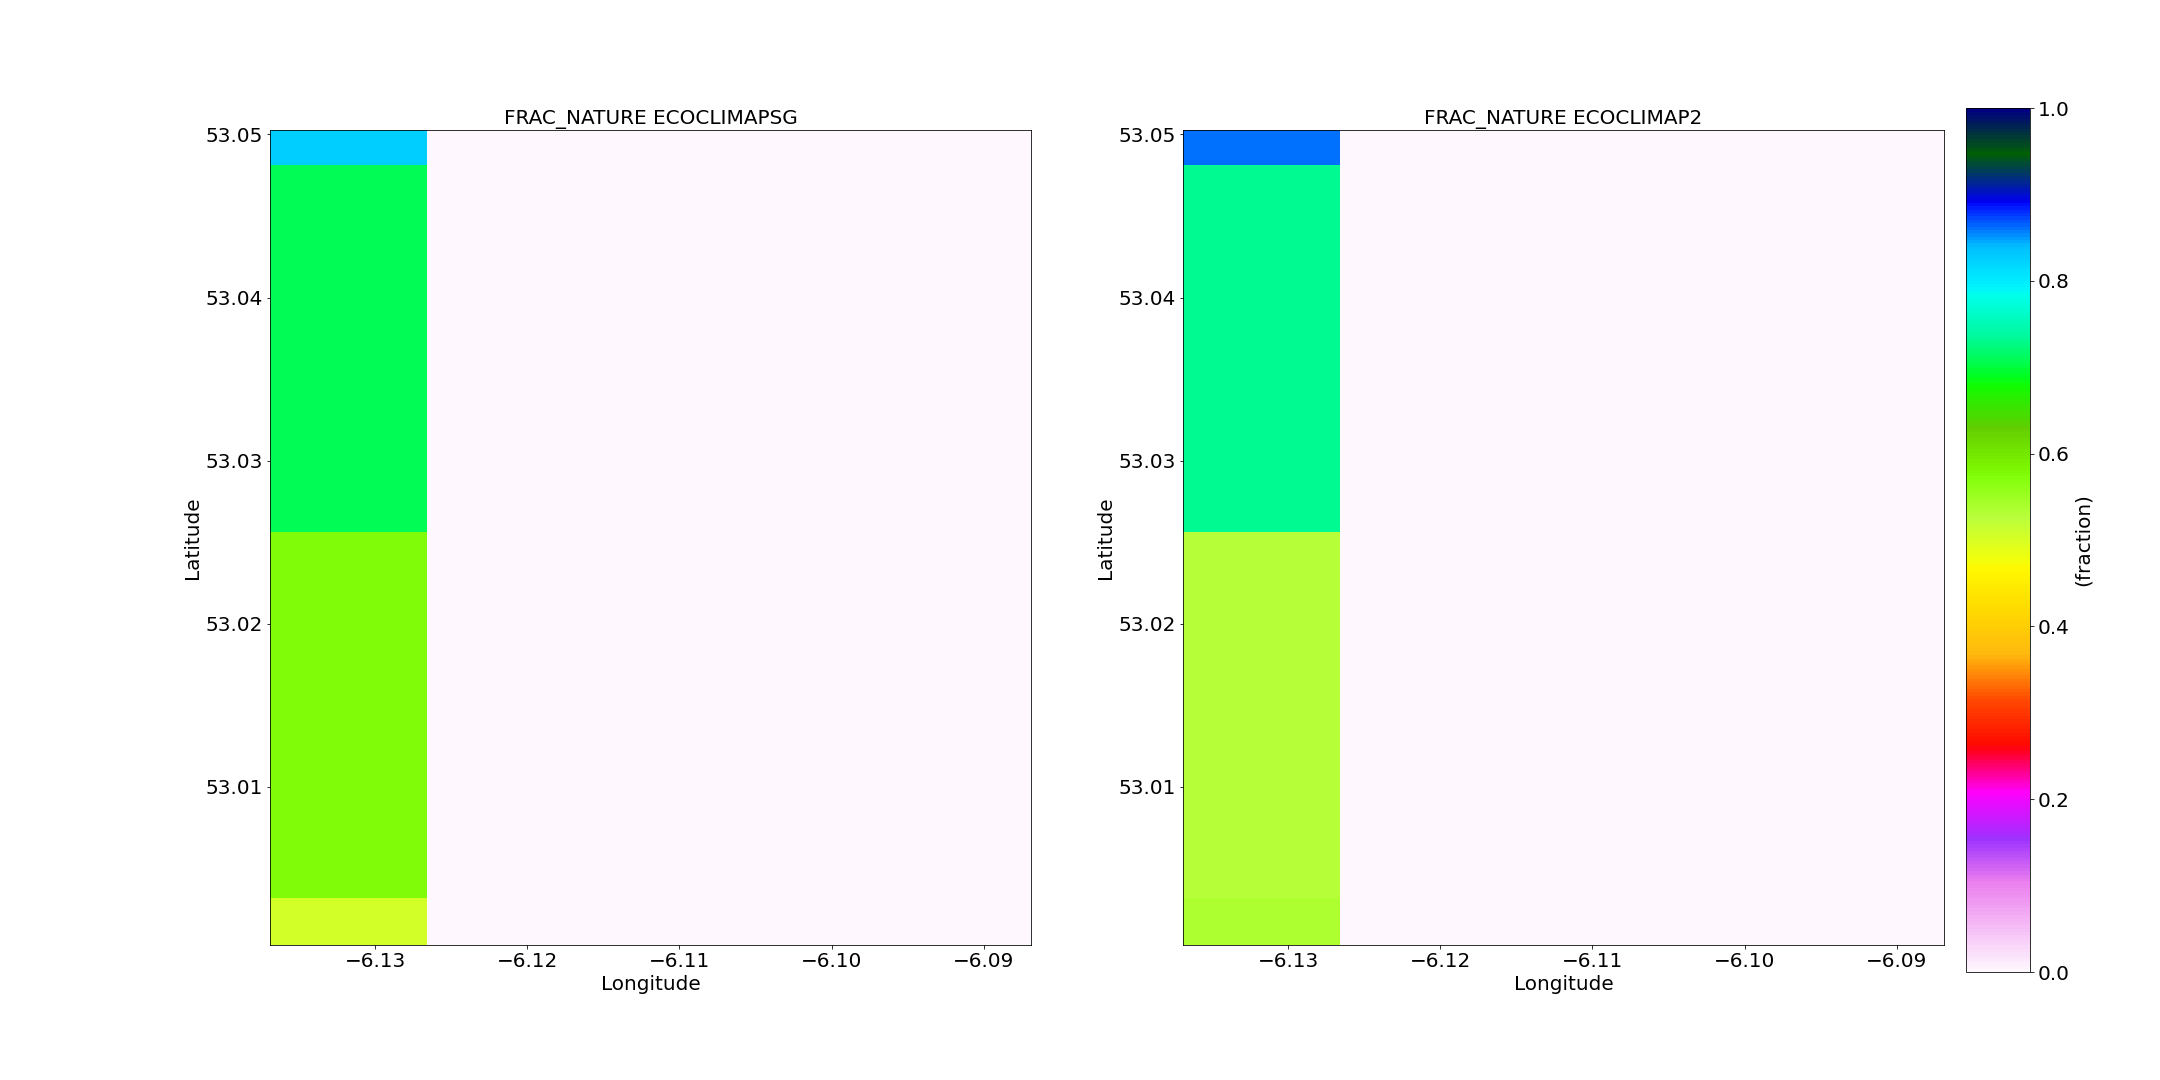 FRAC_NATURE ECOCLIMAPSG
53.05
53.04
53.03
53.02
53.01
Latitude
−6.13 −6.12 −6.11 −6.10 −6.09
Longitude
FRAC_NATURE ECOCLIMAP2
53.05
53.04
53.03
53.02
53.01
Latitude
−6.13 −6.12 −6.11 −6.10 −6.09
Longitude
1.0
0.8
0.6
0.4
0.2
0.0
(fraction)